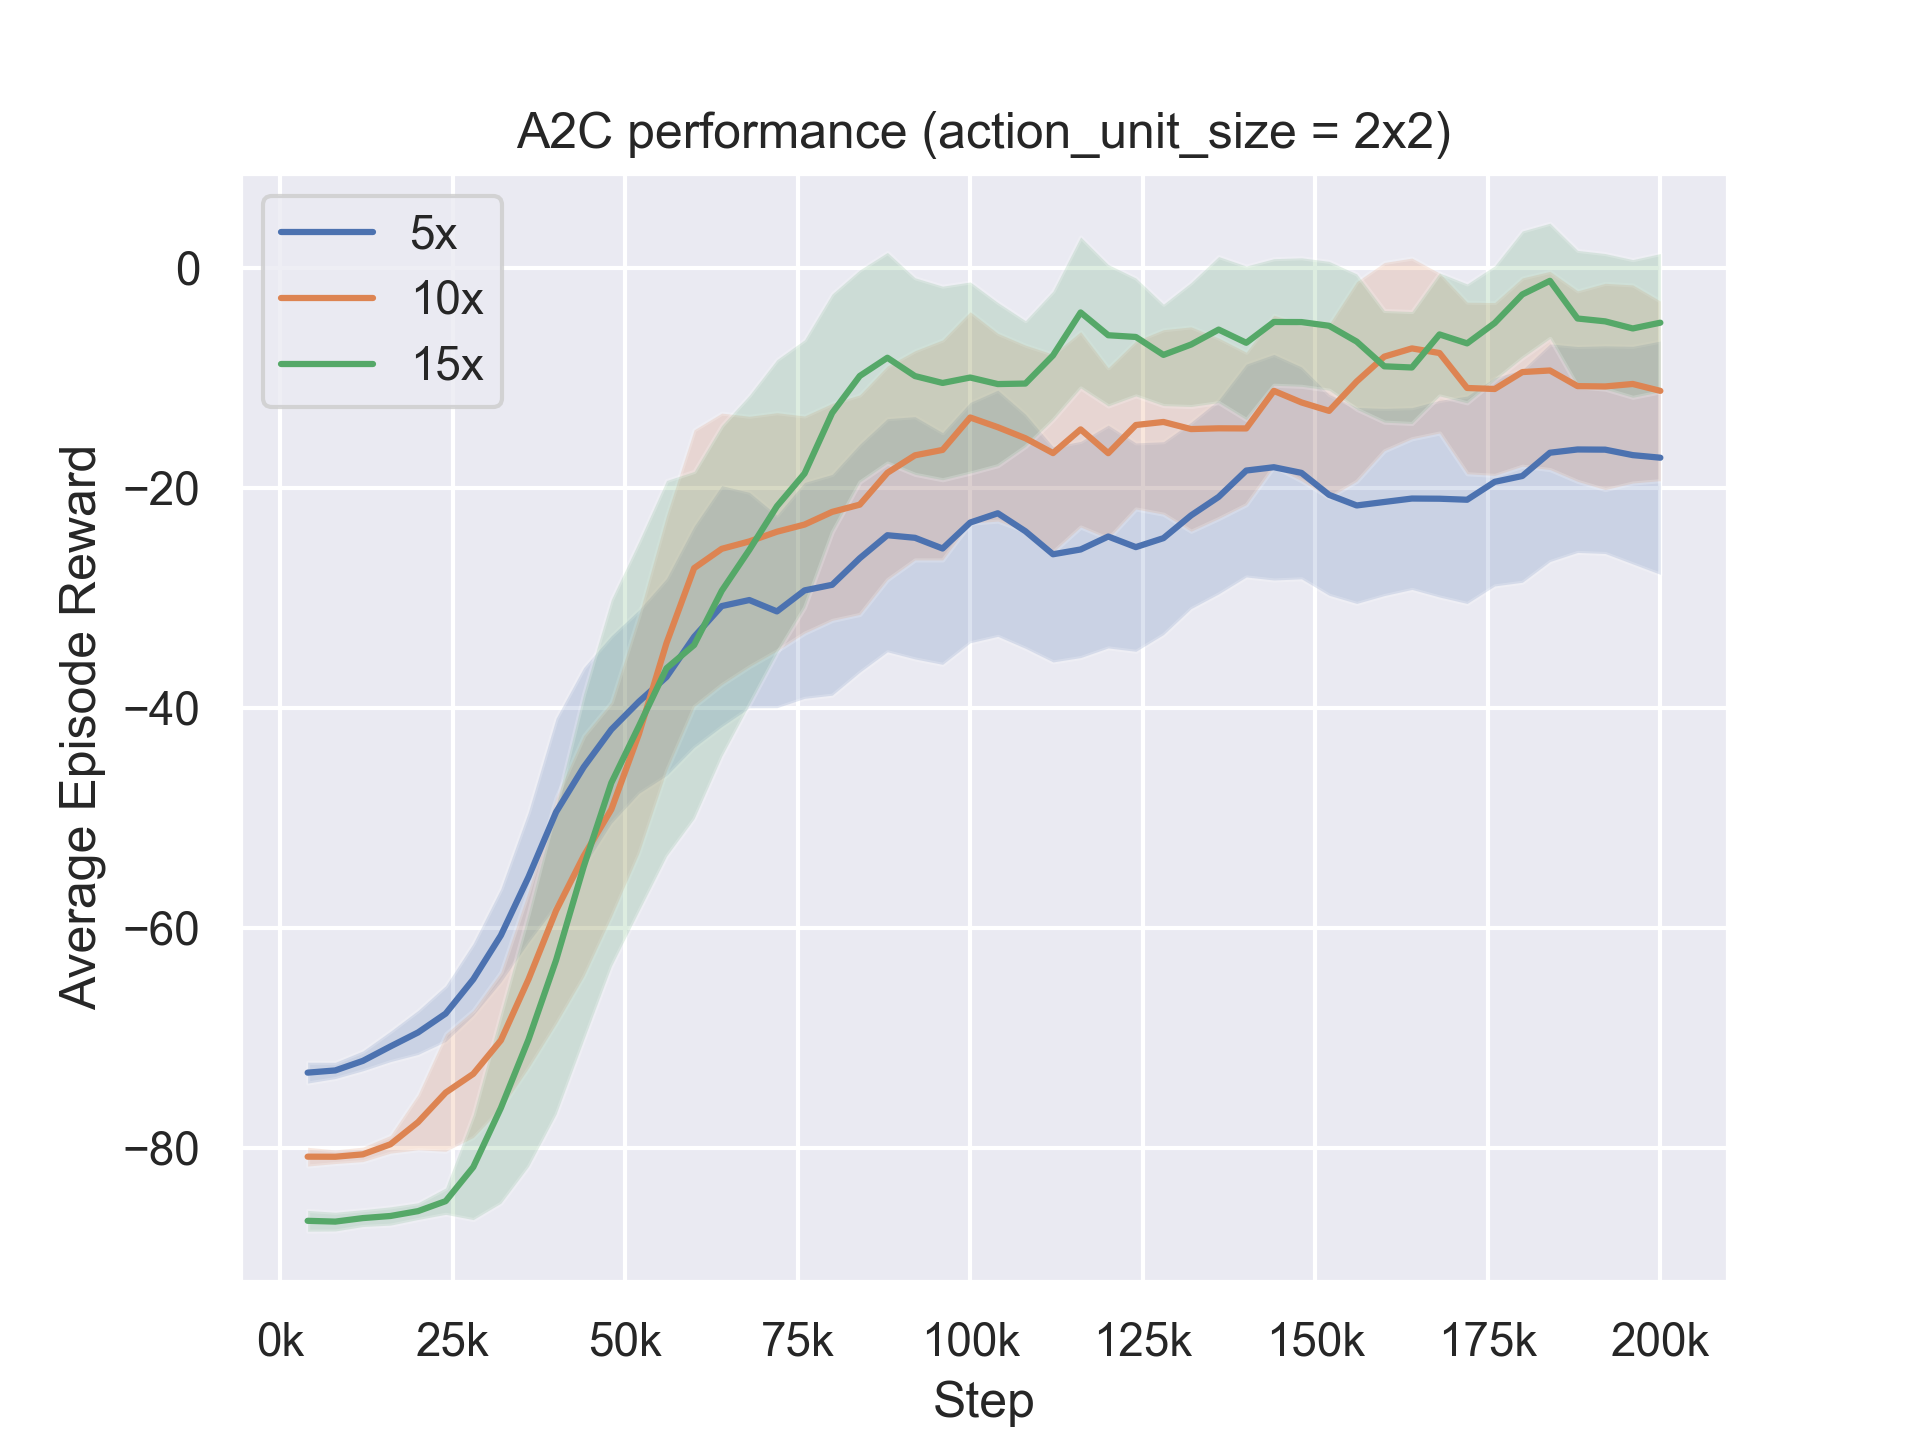 A2C performance (action_unit_size = 2x2)
5x
10x
15x
Average Episode Reward
0
−20
−40
−60
−80
0k 25k 50k 75k 100k 125k 150k 175k 200k
Step